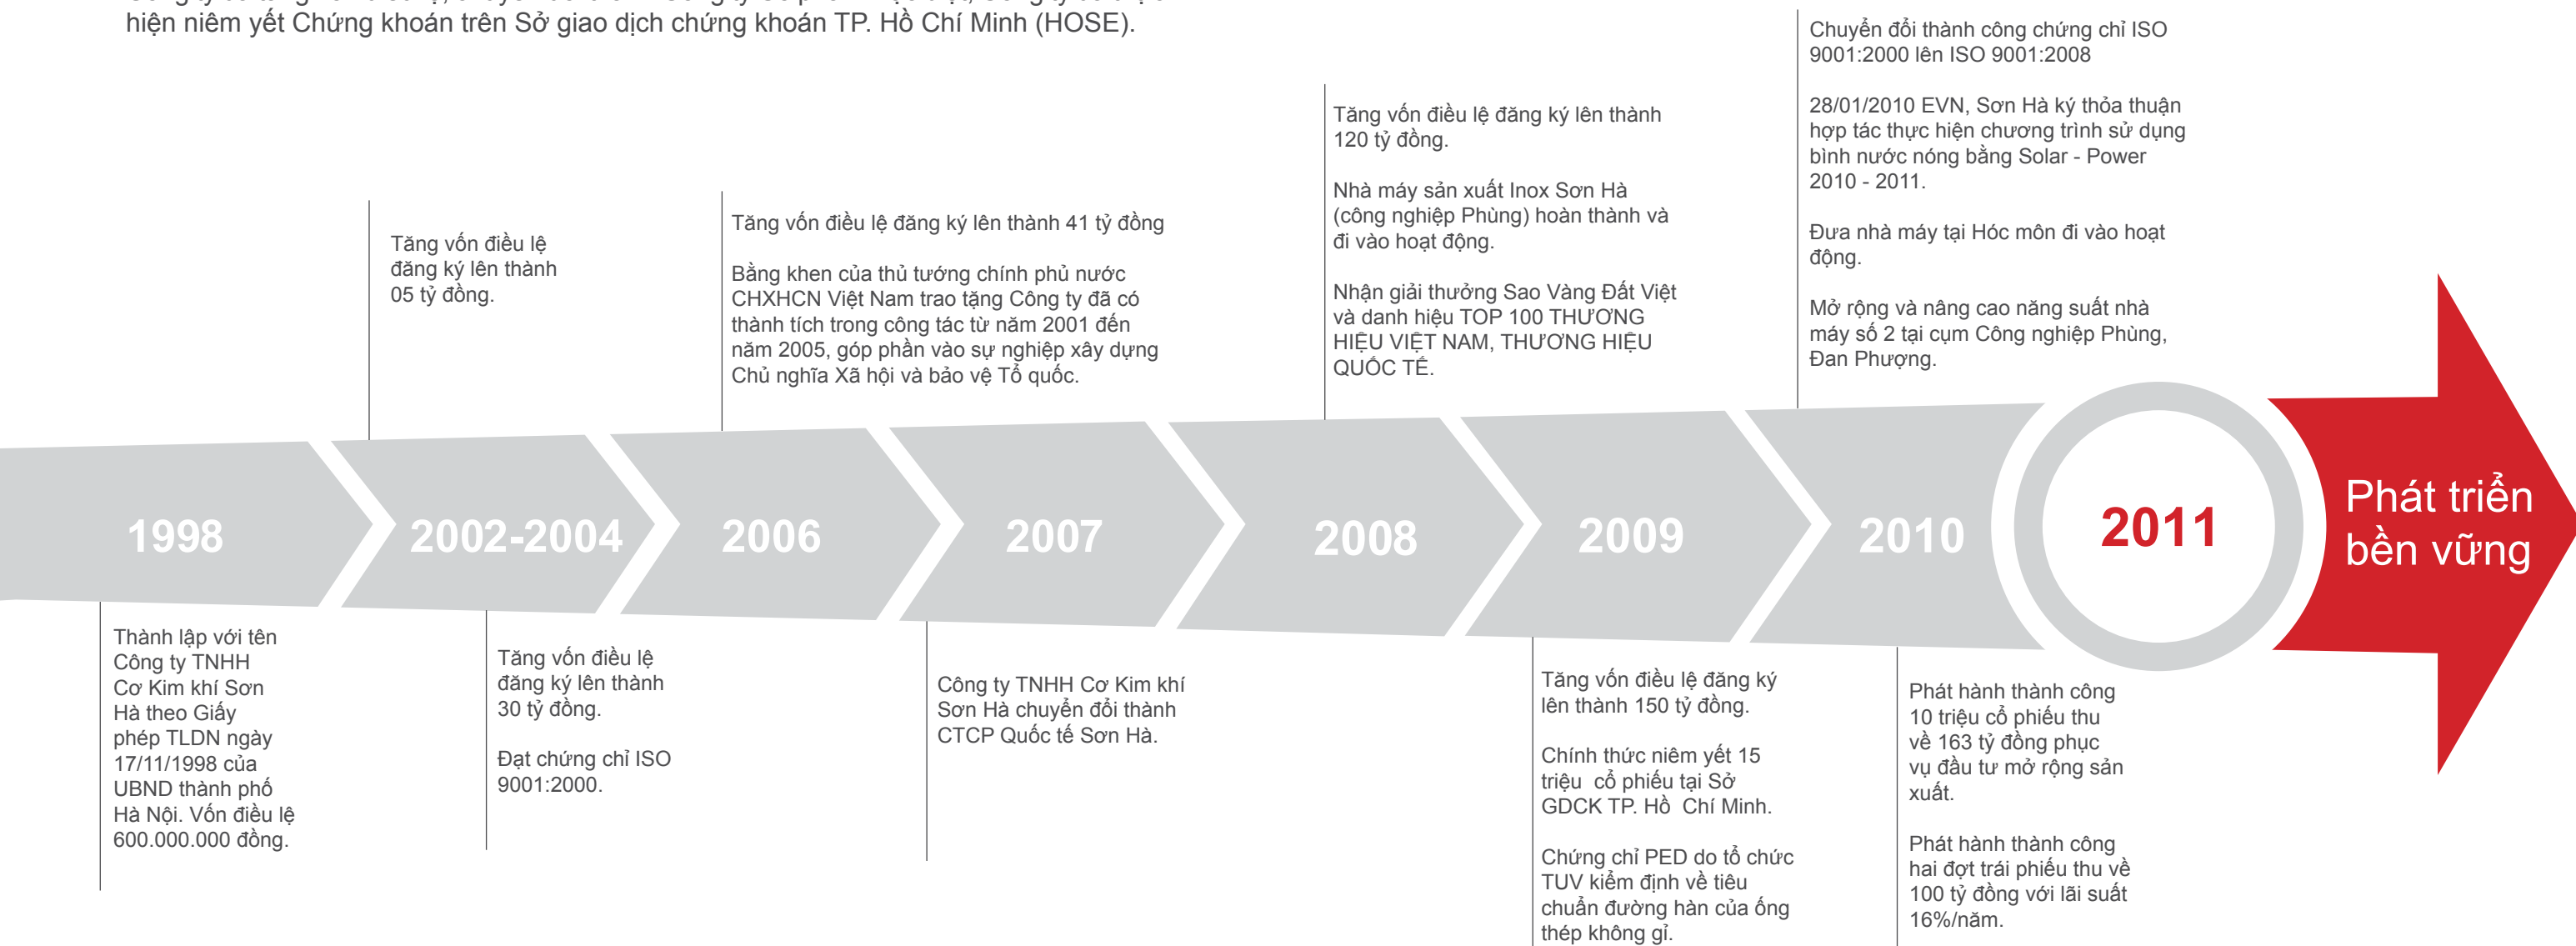 hiện niêm yết Chứng khoán trên Sở giao dịch chứng khoán TP. Hồ Chí Minh (HOSE).
Tăng vốn điều lệ
đăng ký lên thành
05 tỷ đồng.
Tăng vốn điều lệ đăng ký lên thành 41 tỷ đồng
Bằng khen của thủ tướng chính phủ nước
CHXHCN Việt Nam trao tặng Công ty đã có
thành tích trong công tác từ năm 2001 đến
năm 2005, góp phần vào sự nghiệp xây dựng
Chủ nghĩa Xã hội và bảo vệ Tổ quốc.
Tăng vốn điều lệ đăng ký lên thành
120 tỷ đồng.
Nhà máy sản xuất Inox Sơn Hà
(công nghiệp Phùng) hoàn thành và
đi vào hoạt động.
Nhận giải thưởng Sao Vàng Đất Việt
và danh hiệu TOP 100 THƯƠNG
HIỆU VIỆT NAM, THƯƠNG HIỆU
QUỐC TẾ.
Chuyển đổi thành công chứng chỉ ISO
9001:2000 lên ISO 9001:2008
28/01/2010 EVN, Sơn Hà ký thỏa thuận
hợp tác thực hiện chương trình sử dụng
bình nước nóng bằng Solar - Power
2010 - 2011.
Đưa nhà máy tại Hóc môn đi vào hoạt
động.
Mở rộng và nâng cao năng suất nhà
máy số 2 tại cụm Công nghiệp Phùng,
Đan Phượng.
1998
2002-2004
2006
2007
2008
2009
2010
2011
Phát triển
bền vững
Thành lập với tên
Công ty TNHH
Cơ Kim khí Sơn
Hà theo Giấy
phép TLDN ngày
17/11/1998 của
UBND thành phố
Hà Nội. Vốn điều lệ
600.000.000 đồng.
Tăng vốn điều lệ
đăng ký lên thành
30 tỷ đồng.
Đạt chứng chỉ ISO
9001:2000.
Công ty TNHH Cơ Kim khí
Sơn Hà chuyển đổi thành
CTCP Quốc tế Sơn Hà.
Tăng vốn điều lệ đăng ký
lên thành 150 tỷ đồng.
Chính thức niêm yết 15
triệu cổ phiếu tại Sở
GDCK TP. Hồ Chí Minh.
Chứng chỉ PED do tổ chức
TUV kiểm định về tiêu
chuẩn đường hàn của ống
thép không gỉ.
Phát hành thành công
10 triệu cổ phiếu thu
về 163 tỷ đồng phục
vụ đầu tư mở rộng sản
xuất.
Phát hành thành công
hai đợt trái phiếu thu về
100 tỷ đồng với lãi suất
16%/năm.